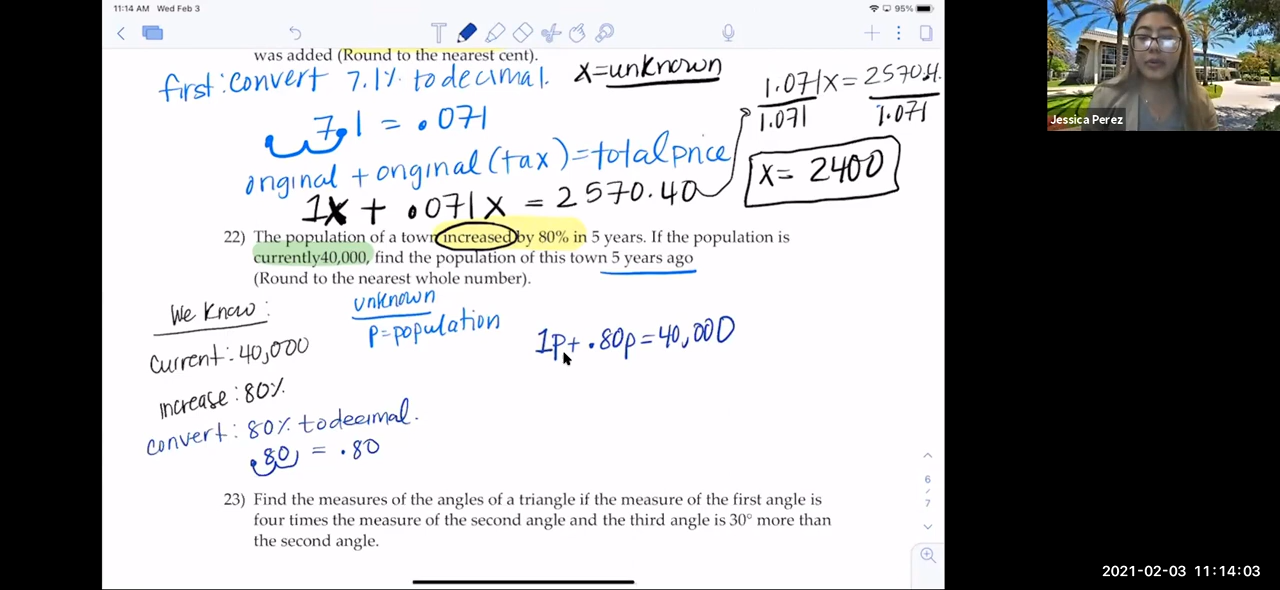 11:14 AM Wed Feb 3
95%
was added (Round to the nearest cent).
first: convert 7.1% to decimal.
x=unknown
1.071x = 2570.4
1.071 1.071
7.1 = .071
original + original (tax) = total price
x= 2400
1x + .071x = 2570.40
22) The population of a town increased by 80% in 5 years. If the population is
currently40,000, find the population of this town 5 years ago
(Round to the nearest whole number).
We know:
unknown
p=population
1p+ .80p = 40,000
Current: 40,000
increase: 80%
convert: 80% to decimal.
.80 = .80
23) Find the measures of the angles of a triangle if the measure of the first angle is
four times the measure of the second angle and the third angle is 30° more than
the second angle.
6
/
7
Jessica Perez
2021-02-03 11:14:03